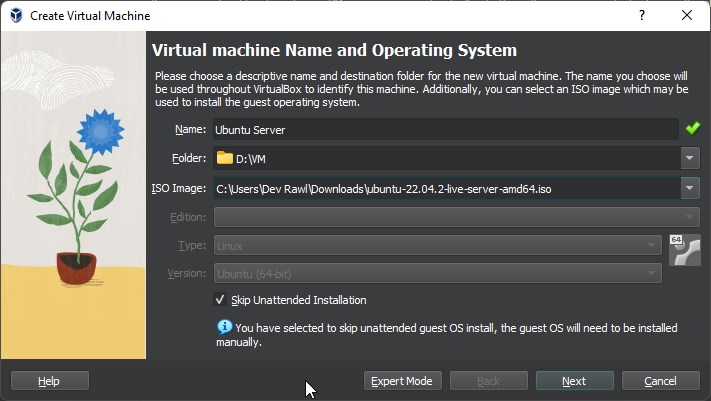 Create Virtual Machine
? ×
Virtual machine Name and Operating System
Please choose a descriptive name and destination folder for the new virtual machine. The name you choose will
be used throughout VirtualBox to identify this machine. Additionally, you can select an ISO image which may be
used to install the guest operating system.
Name: Ubuntu Server
Folder: D:\VM
ISO Image: C:\Users\Dev Rawl\Downloads\ubuntu-22.04.2-live-server-amd64.iso
Edition:
Type: Linux
64
Version: Ubuntu (64-bit)
Skip Unattended Installation
You have selected to skip unattended guest OS install, the guest OS will need to be installed
manually.
Help Expert Mode Back Next Cancel